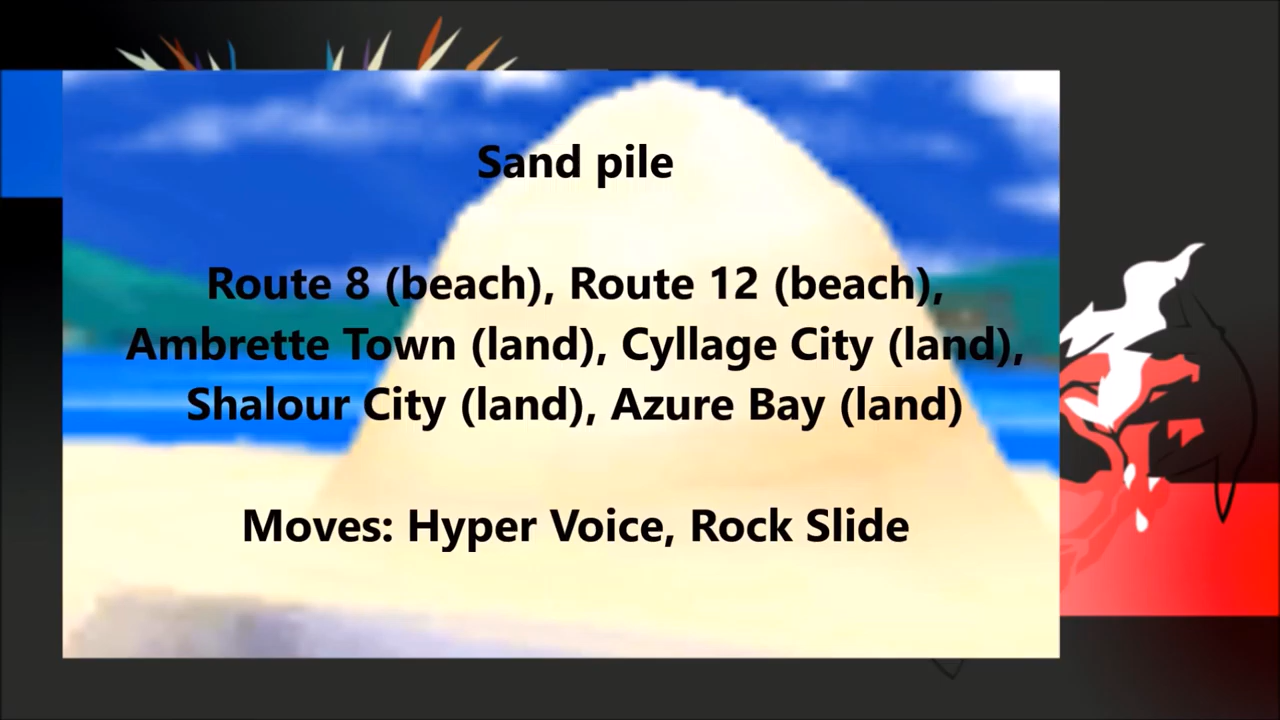 Sand pile
Route 8 (beach), Route 12 (beach),
Ambrette Town (land), Cyllage City (land),
Shalour City (land), Azure Bay (land)
Moves: Hyper Voice, Rock Slide